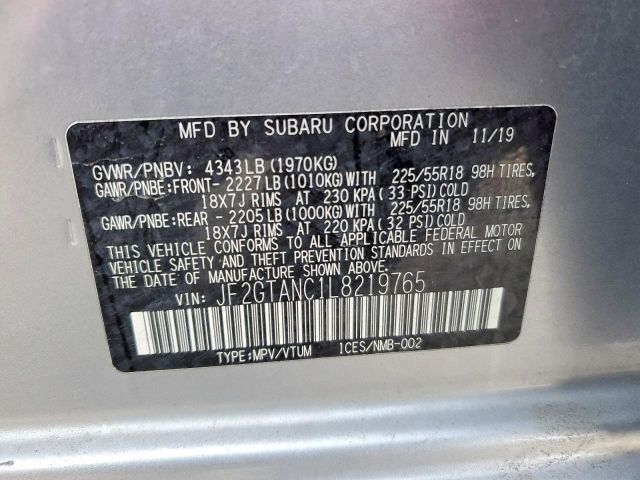 MFD BY SUBARU CORPORATION
MFD IN 11/19
GVWR/PNBV: 4343LB (1970KG)
GAWR/PNBE:FRONT- 2227 LB (1010KG) WITH 225/55R18 98H TIRES,
18X7J RIMS AT 230 KPA (33 PSI) COLD
GAWR/PNBE:REAR - 2205 LB (1000KG) WITH 225/55R18 98H TIRES,
18X7J RIMS AT 220 KPA (32 PSI) COLD
THIS VEHICLE CONFORMS TO ALL APPLICABLE FEDERAL MOTOR
VEHICLE SAFETY AND THEFT PREVENTION STANDARDS IN EFFECT ON
THE DATE OF MANUFACTURE SHOWN ABOVE.
VIN: JF2GTANC1L8219765
TYPE:MPV/VTUM ICES/NMB-002